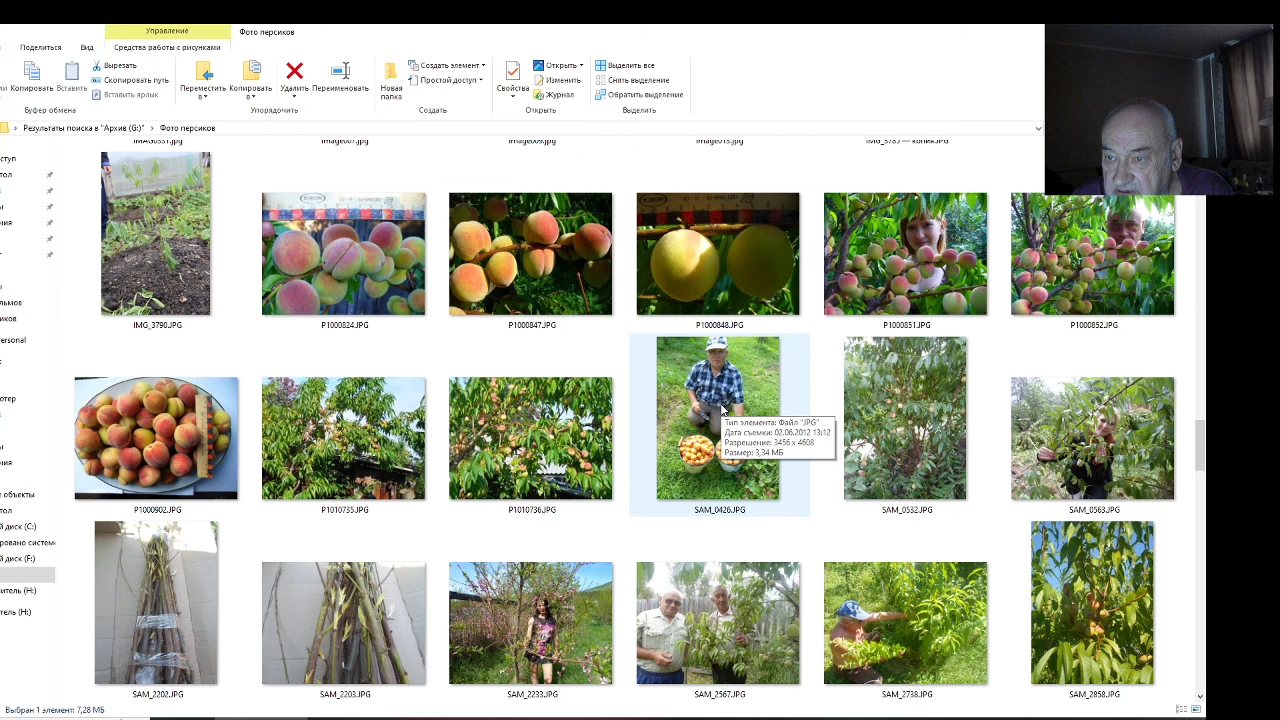 Управление
Фото персиков
Поделиться
Вид
Средства работы с рисунками
Копировать
Вставить
Вырезать
Скопировать путь
Вставить ярлык
Переместить в
Копировать в
Удалить
Переименовать
Новая папка
Создать элемент
Простой доступ
Свойства
Открыть
Изменить
Журнал
Выделить все
Снять выделение
Обратить выделение
Буфер обмена
Упорядочить
Создать
Открыть
Выделить
Результаты поиска в "Архив (G:)"
Фото персиков
IMG_3790.JPG
P1000824.JPG
P1000847.JPG
P1000848.JPG
P1000851.JPG
P1000852.JPG
Тип элемента: Файл "JPG"
Дата съемки: 02.06.2012 13:12
Разрешение: 3456 x 4608
Размер: 3,34 МБ
P1000902.JPG
P1010735.JPG
P1010736.JPG
SAM_0426.JPG
SAM_0532.JPG
SAM_0563.JPG
SAM_2202.JPG
SAM_2203.JPG
SAM_2233.JPG
SAM_2567.JPG
SAM_2738.JPG
SAM_2858.JPG
Выбран 1 элемент: 7,28 МБ